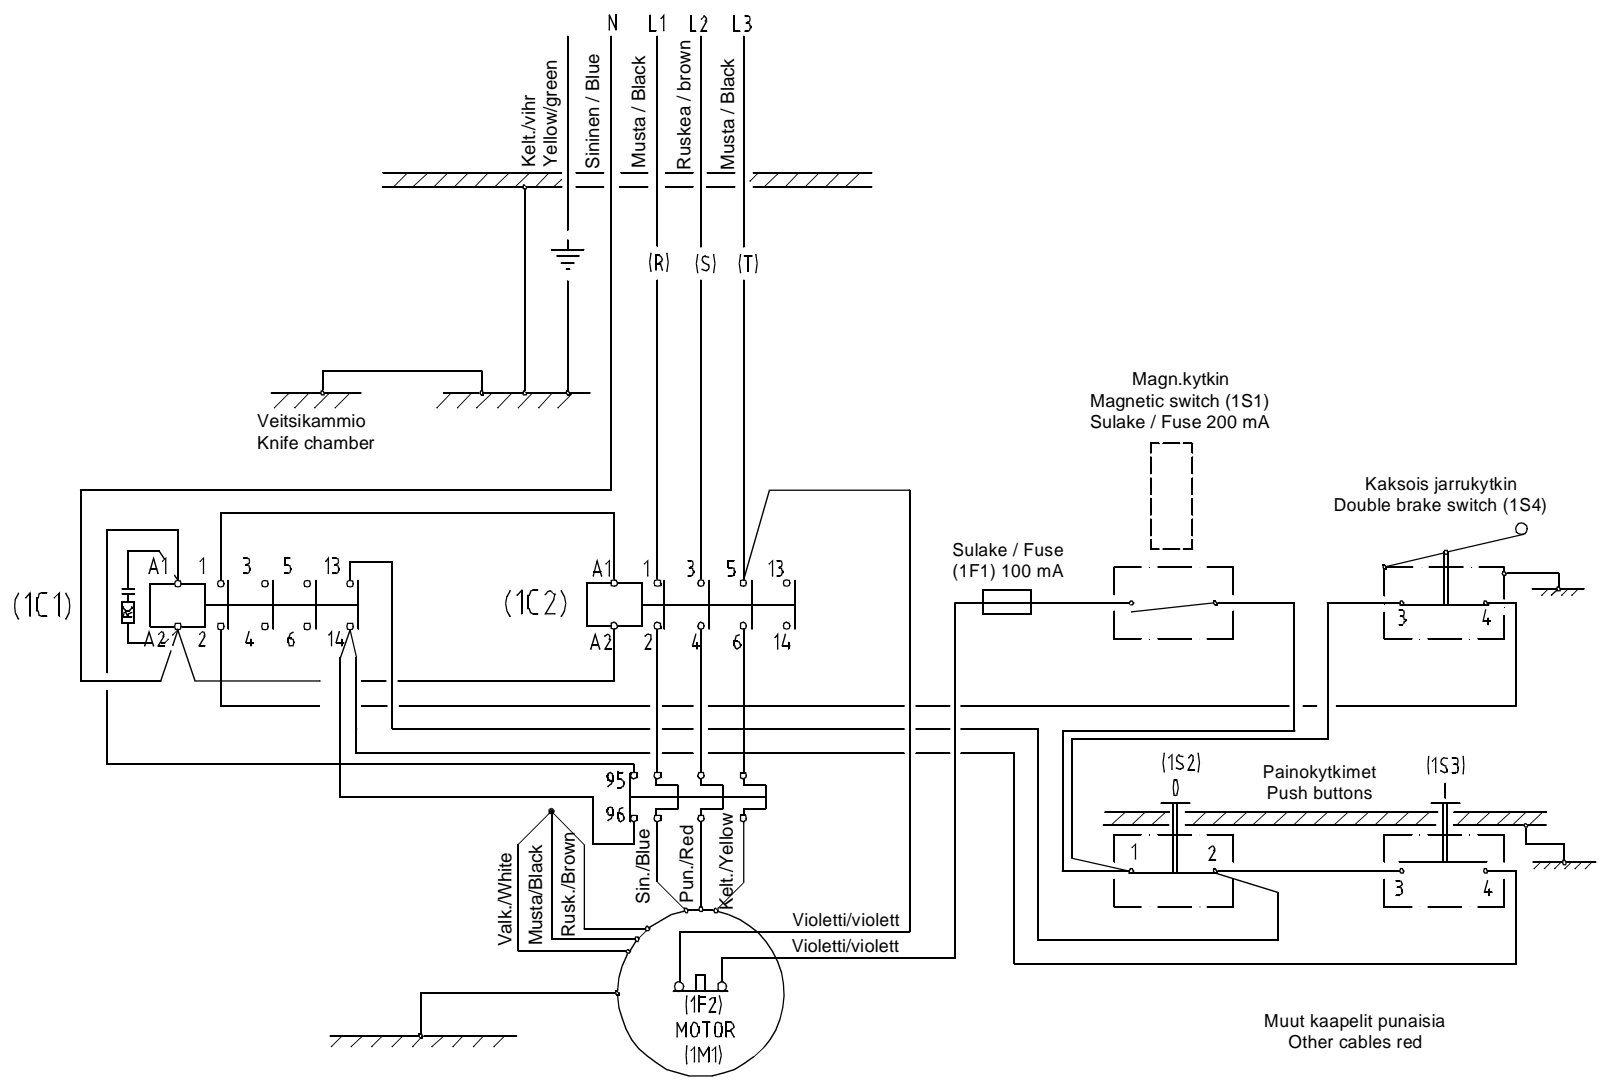 N L1 L2 L3
Kelt./vihr
Yellow/green
Sininen / Blue
Musta / Black
Ruskea / brown
Musta / Black
(R) (S) (T)
Veitsikammio
Knife chamber
Magn.kytkin
Magnetic switch (1S1)
Sulake / Fuse 200 mA
Kaksois jarrukytkin
Double brake switch (1S4)
Sulake / Fuse
(1F1) 100 mA
(1C1)
A1 1 3 5 13
RC
A2 2 4 6 14
(1C2)
A1 1 3 5 13
A2 2 4 6 14
3 4
95
96
(1S2)
0
Painokytkimet
Push buttons
(1S3)
I
1 2
3 4
Valk./White
Musta/Black
Rusk./Brown
Sin./Blue
Pun./Red
Kelt./Yellow
Violetti/violett
Violetti/violett
(1F2)
MOTOR
(1M1)
Muut kaapelit punaisia
Other cables red